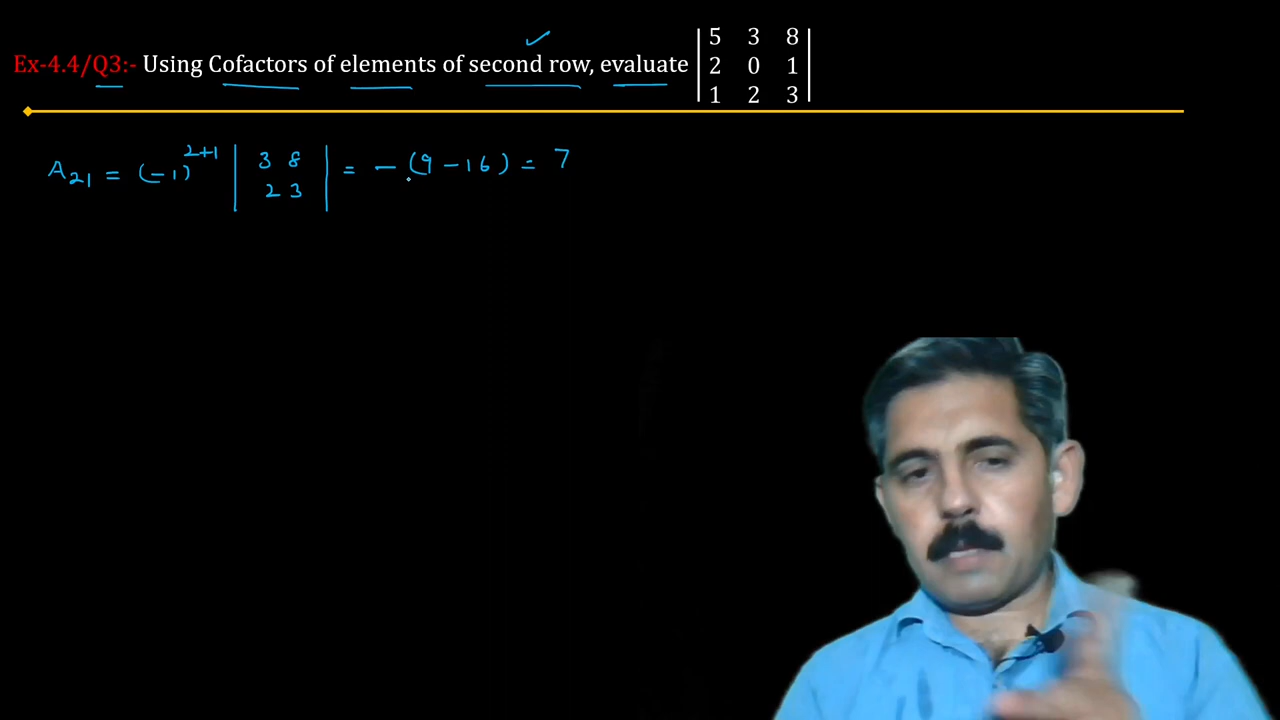 Ex-4.4/Q3:- Using Cofactors of elements of second row, evaluate | 5 3 8 |
| 2 0 1 |
| 1 2 3 |
A21 = (-1)^2+1 | 3 8 | = -(9-16) = 7
| 2 3 |